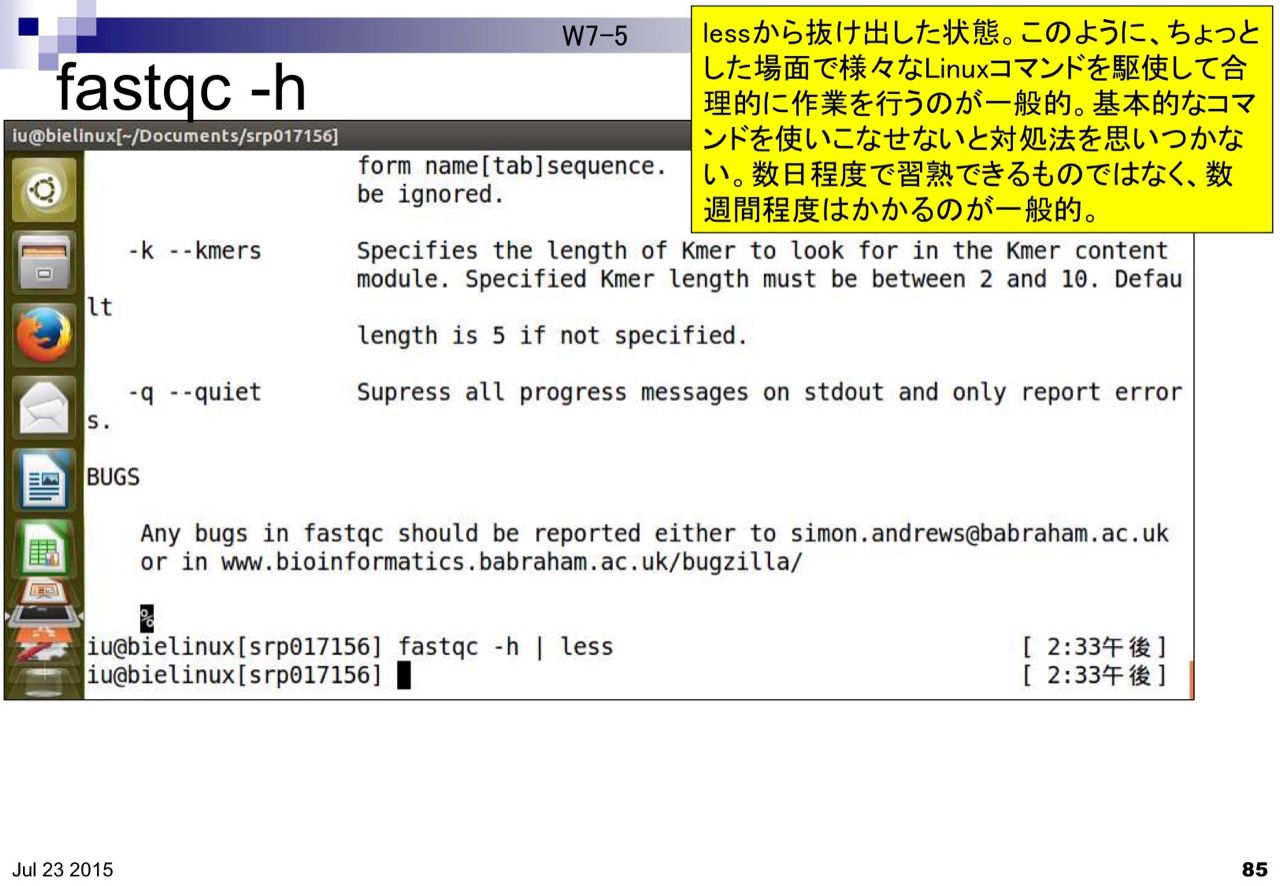 W7-5
fastqc -h
lessから抜け出した状態。このように、ちょっと
した場面で様々なLinuxコマンドを駆使して合
理的に作業を行うのが一般的。基本的なコマ
ンドを使いこなせないと対処法を思いつかな
い。数日程度で習熟できるものではなく、数
週間程度はかかるのが一般的。
iu@bielinux[~/Documents/srp017156]
form name[tab]sequence.
be ignored.
-k --kmers Specifies the length of Kmer to look for in the Kmer content
module. Specified Kmer length must be between 2 and 10. Defau
lt
length is 5 if not specified.
-q --quiet Supress all progress messages on stdout and only report error
s.
BUGS
Any bugs in fastqc should be reported either to simon.andrews@babraham.ac.uk
or in www.bioinformatics.babraham.ac.uk/bugzilla/
%
iu@bielinux[srp017156] fastqc -h | less [ 2:33午後]
iu@bielinux[srp017156] [ 2:33午後]
Jul 23 2015
85